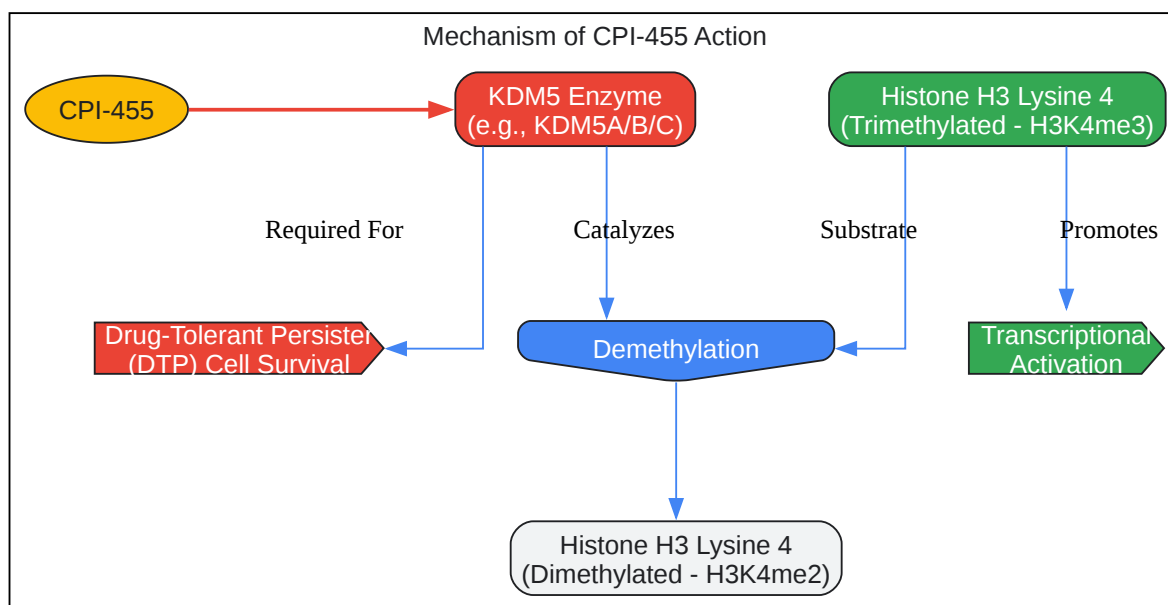 Mechanism of CPI-455 Action
CPI-455
KDM5 Enzyme
(e.g., KDM5A/B/C)
Histone H3 Lysine 4
(Trimethylated - H3K4me3)
Required For
Catalyzes
Substrate
Promotes
Drug-Tolerant Persister
(DTP) Cell Survival
Demethylation
Transcriptional
Activation
Histone H3 Lysine 4
(Dimethylated - H3K4me2)